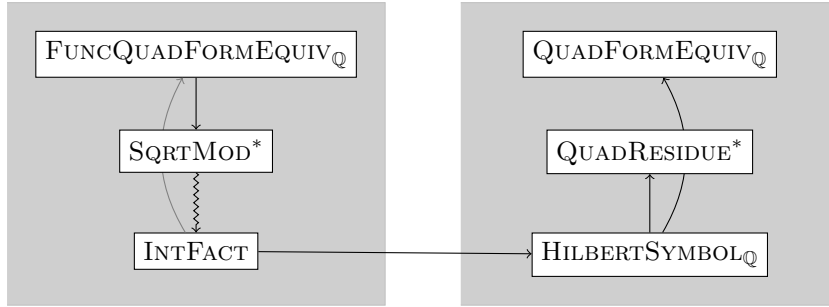 FUNCQUADFORMEQUIV_ℚ
SQRTMOD*
INTFACT
QUADFORMEQUIV_ℚ
QUADRESIDUE*
HILBERTSYMBOL_ℚ